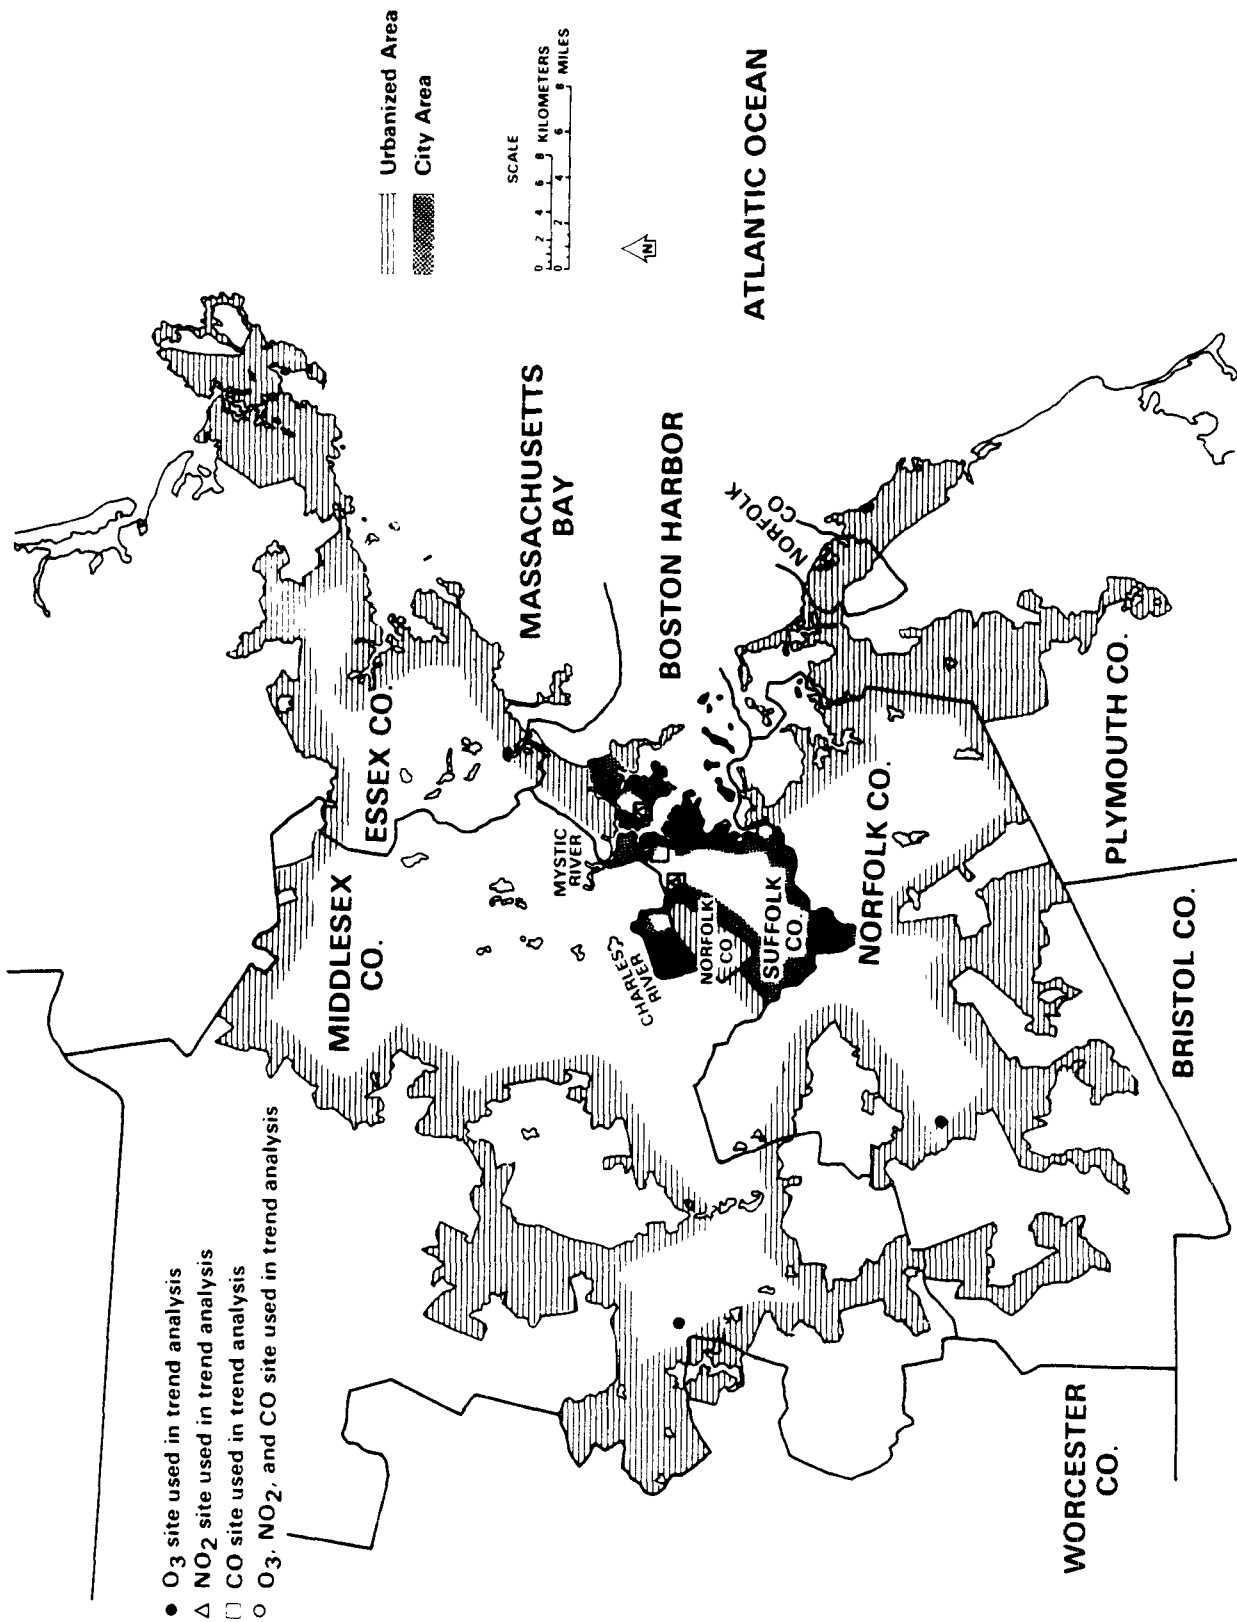 ● O3 site used in trend analysis
△ NO2 site used in trend analysis
□ CO site used in trend analysis
○ O3, NO2, and CO site used in trend analysis
Urbanized Area
City Area
SCALE
0 2 4 6 8 KILOMETERS
0 2 4 6 8 MILES
N
MIDDLESEX
CO.
ESSEX CO.
MASSACHUSETTS
BAY
MYSTIC
RIVER
BOSTON HARBOR
ATLANTIC OCEAN
CHARLES
RIVER
NORFOLK
CO
SUFFOLK
CO.
NORFOLK
CO
NORFOLK CO.
WORCESTER
CO.
BRISTOL CO.
PLYMOUTH CO.